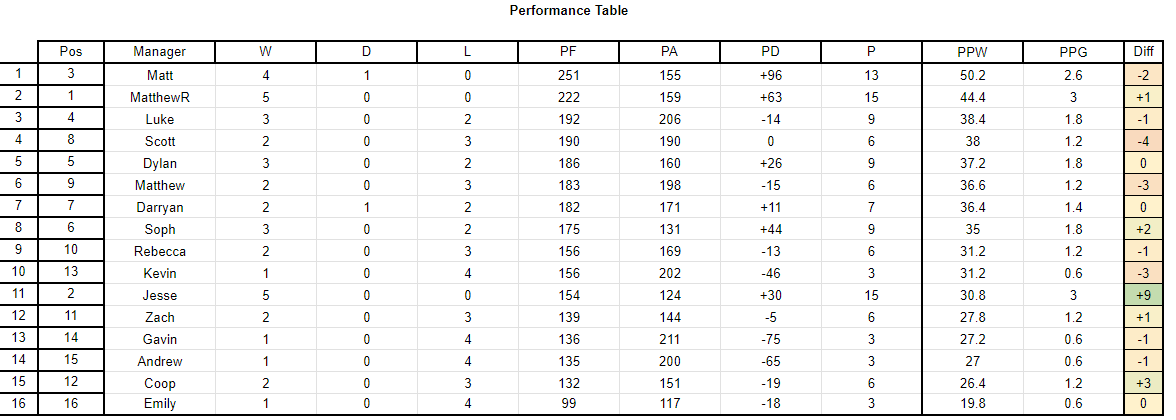 Performance Table
Pos Manager W D L PF PA PD P PPW PPG Diff
1 3 Matt 4 1 0 251 155 +96 13 50.2 2.6 -2
2 1 MatthewR 5 0 0 222 159 +63 15 44.4 3 +1
3 4 Luke 3 0 2 192 206 -14 9 38.4 1.8 -1
4 8 Scott 2 0 3 190 190 0 6 38 1.2 -4
5 5 Dylan 3 0 2 186 160 +26 9 37.2 1.8 0
6 9 Matthew 2 0 3 183 198 -15 6 36.6 1.2 -3
7 7 Darryan 2 1 2 182 171 +11 7 36.4 1.4 0
8 6 Soph 3 0 2 175 131 +44 9 35 1.8 +2
9 10 Rebecca 2 0 3 156 169 -13 6 31.2 1.2 -1
10 13 Kevin 1 0 4 156 202 -46 3 31.2 0.6 -3
11 2 Jesse 5 0 0 154 124 +30 15 30.8 3 +9
12 11 Zach 2 0 3 139 144 -5 6 27.8 1.2 +1
13 14 Gavin 1 0 4 136 211 -75 3 27.2 0.6 -1
14 15 Andrew 1 0 4 135 200 -65 3 27 0.6 -1
15 12 Coop 2 0 3 132 151 -19 6 26.4 1.2 +3
16 16 Emily 1 0 4 99 117 -18 3 19.8 0.6 0